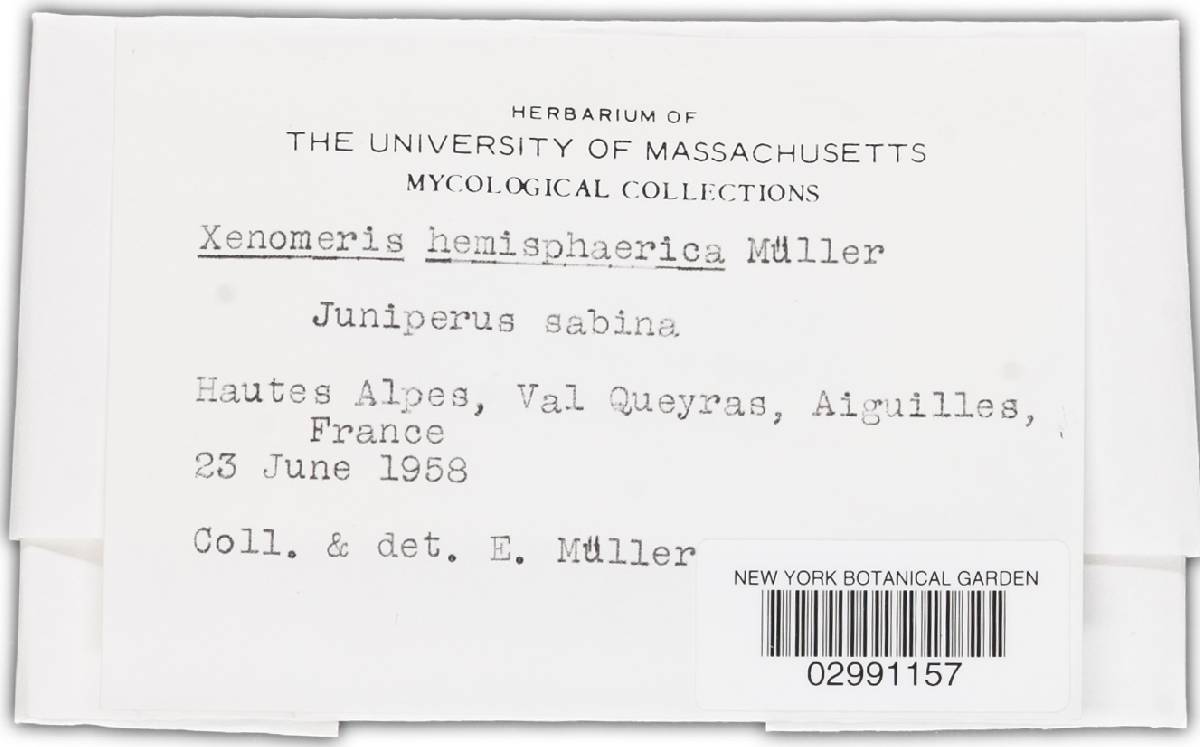 HERBARIUM OF
THE UNIVERSITY OF MASSACHUSETTS
MYCOLOGICAL COLLECTIONS
Xenomeris hemisphaerica Müller
Juniperus sabina
Hautes Alpes, Val Queyras, Aiguilles,
France
23 June 1958
Coll. & det. E. Müller
NEW YORK BOTANICAL GARDEN
02991157